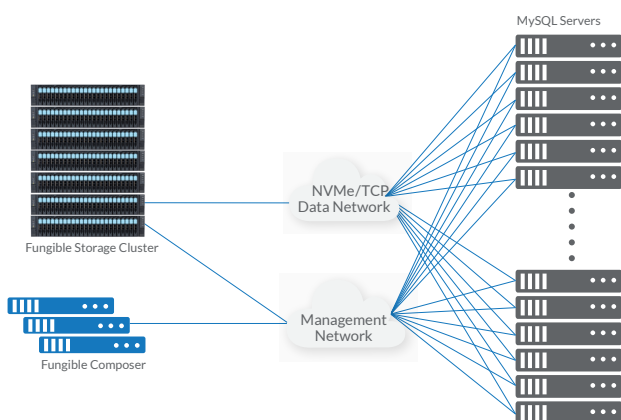 MySQL Servers
NVMe/TCP
Data Network
Fungible Storage Cluster
Management
Network
Fungible Composer